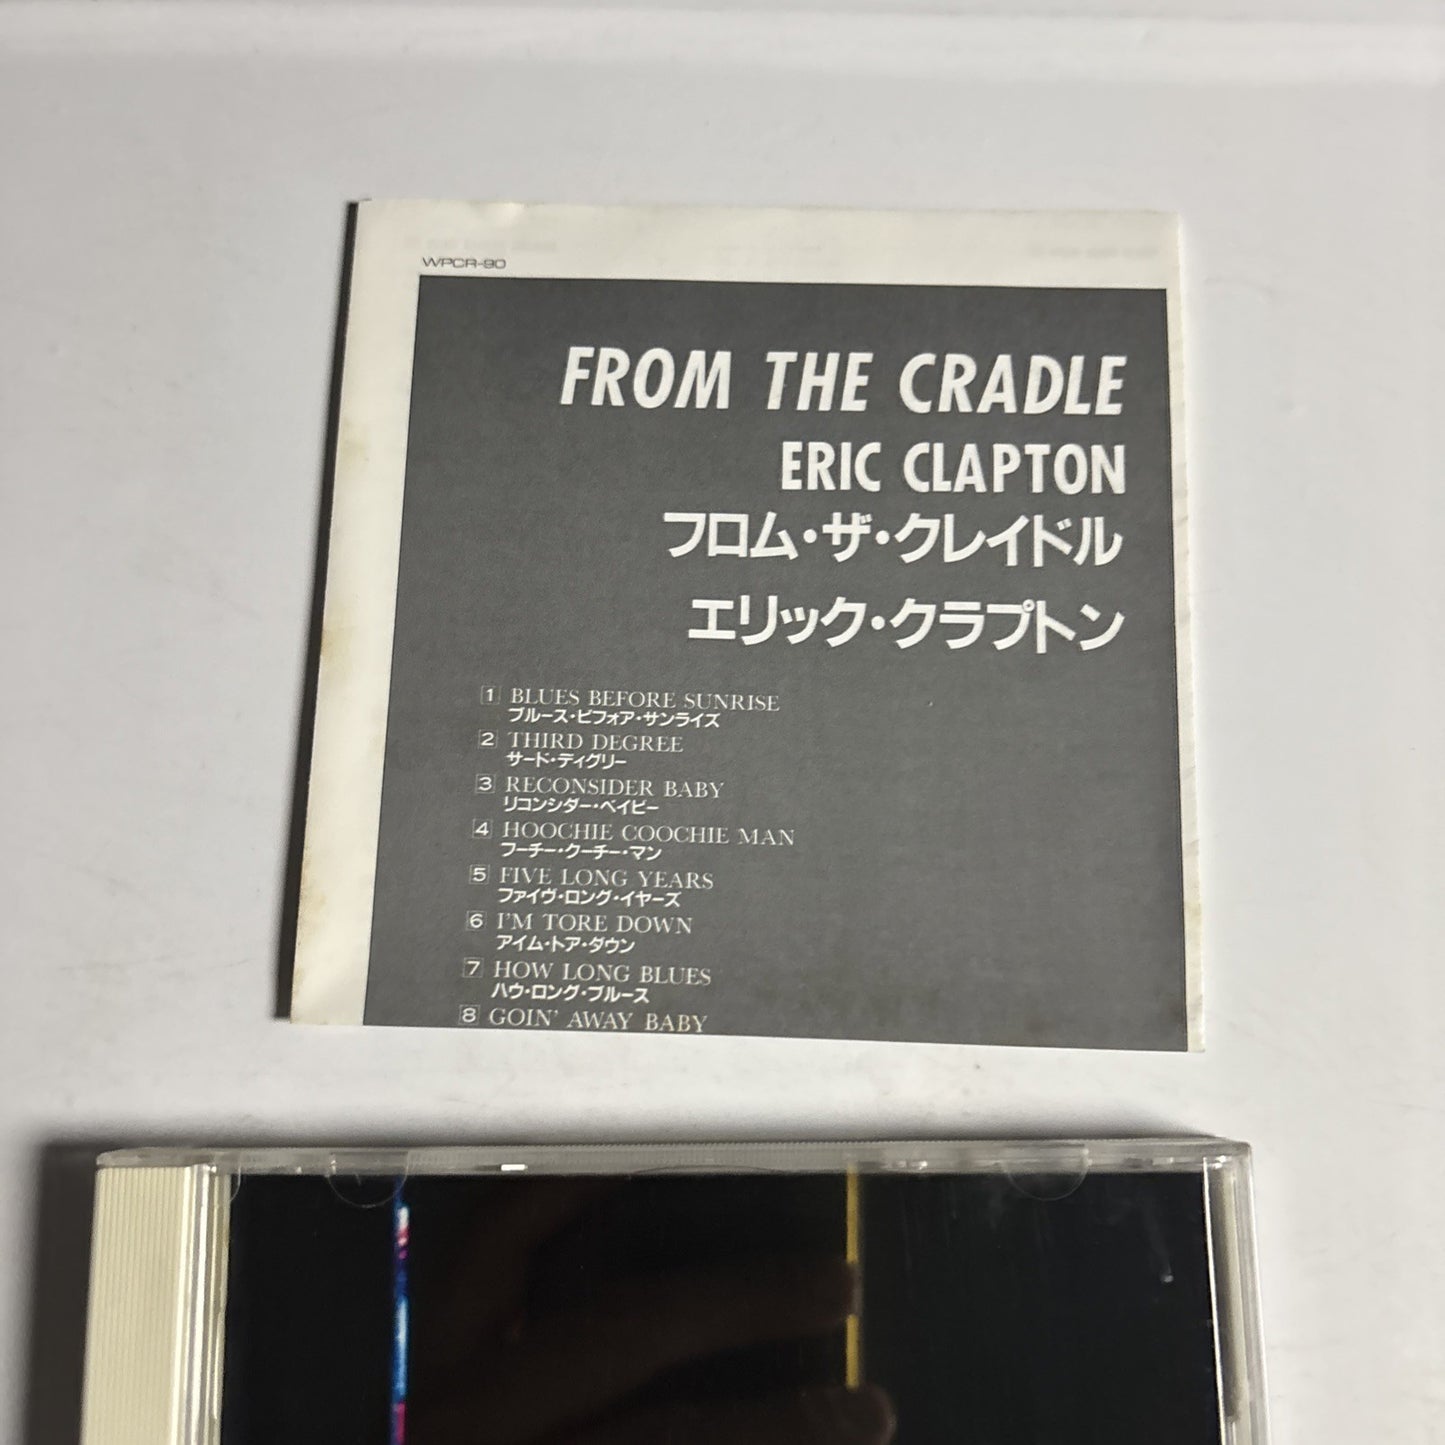 WPCR-90
FROM THE CRADLE
ERIC CLAPTON
フロム・ザ・クレイドル
エリック・クラプトン
1 BLUES BEFORE SUNRISE
ブルース・ビフォア・サンライズ
2 THIRD DEGREE
サード・ディグリー
3 RECONSIDER BABY
リコンシダー・ベイビー
4 HOOCHIE COOCHIE MAN
フーチー・クーチー・マン
5 FIVE LONG YEARS
ファイヴ・ロング・イヤーズ
6 I'M TORE DOWN
アイム・トア・ダウン
7 HOW LONG BLUES
ハウ・ロング・ブルース
8 GOIN' AWAY BABY